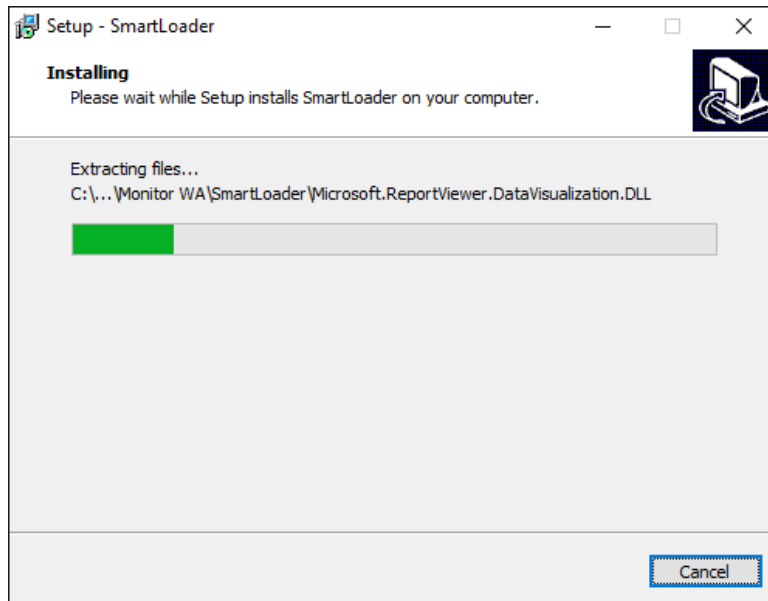 Setup - SmartLoader
Installing
Please wait while Setup installs SmartLoader on your computer.
Extracting files...
C:\...\Monitor WA\SmartLoader\Microsoft.ReportViewer.DataVisualization.DLL
Cancel